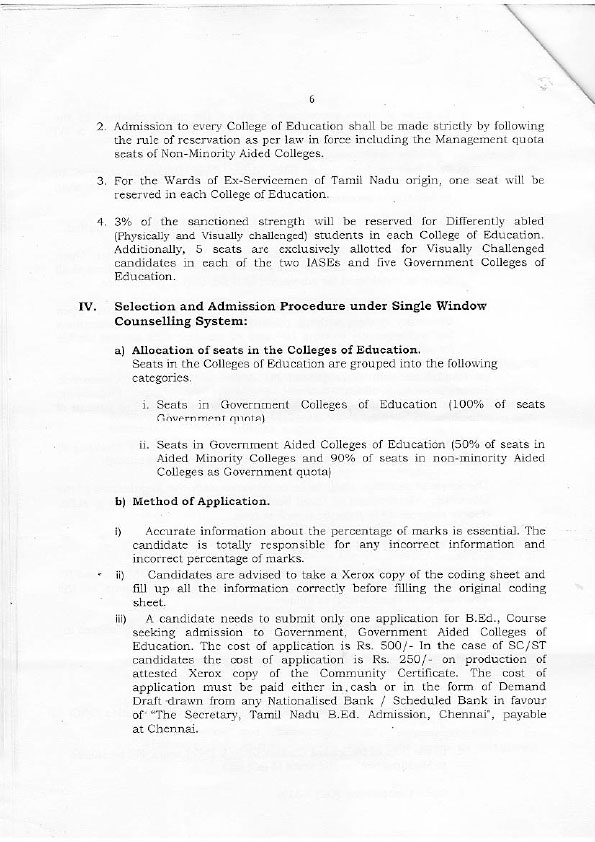 6
2. Admission to every College of Education shall be made strictly by following
the rule of reservation as per law in force including the Management quota
seats of Non-Minority Aided Colleges.
3. For the Wards of Ex-Servicemen of Tamil Nadu origin, one seat will be
reserved in each College of Education.
4. 3% of the sanctioned strength will be reserved for Differently abled
(Physically and Visually challenged) students in each College of Education.
Additionally, 5 seats are exclusively allotted for Visually Challenged
candidates in each of the two IASEs and five Government Colleges of
Education.
IV. Selection and Admission Procedure under Single Window
Counselling System:
a) Allocation of seats in the Colleges of Education.
Seats in the Colleges of Education are grouped into the following
categories.
i. Seats in Government Colleges of Education (100% of seats
Government quota)
ii. Seats in Government Aided Colleges of Education (50% of seats in
Aided Minority Colleges and 90% of seats in non-minority Aided
Colleges as Government quota)
b) Method of Application.
i) Accurate information about the percentage of marks is essential. The
candidate is totally responsible for any incorrect information and
incorrect percentage of marks.
ii) Candidates are advised to take a Xerox copy of the coding sheet and
fill up all the information correctly before filling the original coding
sheet.
iii) A candidate needs to submit only one application for B.Ed., Course
seeking admission to Government, Government Aided Colleges of
Education. The cost of application is Rs. 500/- In the case of SC/ST
candidates the cost of application is Rs. 250/- on production of
attested Xerox copy of the Community Certificate. The cost of
application must be paid either in cash or in the form of Demand
Draft drawn from any Nationalised Bank / Scheduled Bank in favour
of "The Secretary, Tamil Nadu B.Ed. Admission, Chennai", payable
at Chennai.